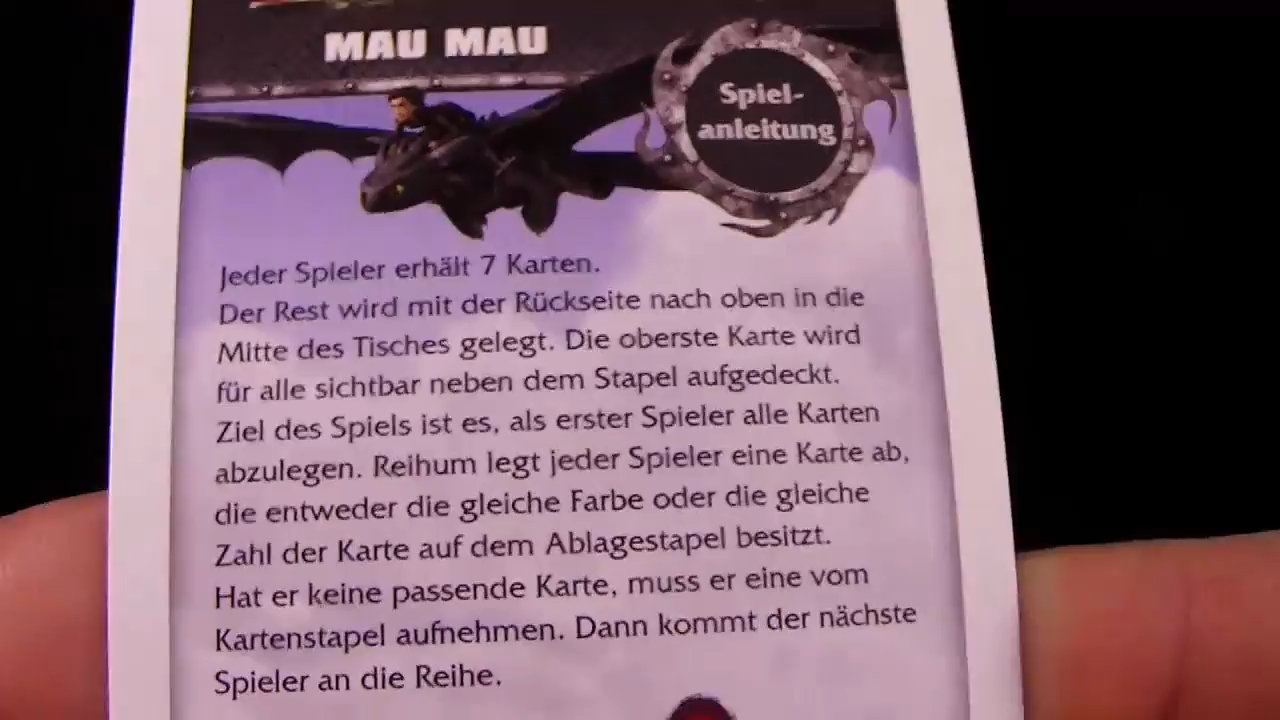 MAU MAU
Spiel-
anleitung
Jeder Spieler erhält 7 Karten.
Der Rest wird mit der Rückseite nach oben in die
Mitte des Tisches gelegt. Die oberste Karte wird
für alle sichtbar neben dem Stapel aufgedeckt.
Ziel des Spiels ist es, als erster Spieler alle Karten
abzulegen. Reihum legt jeder Spieler eine Karte ab,
die entweder die gleiche Farbe oder die gleiche
Zahl der Karte auf dem Ablagestapel besitzt.
Hat er keine passende Karte, muss er eine vom
Kartenstapel aufnehmen. Dann kommt der nächste
Spieler an die Reihe.